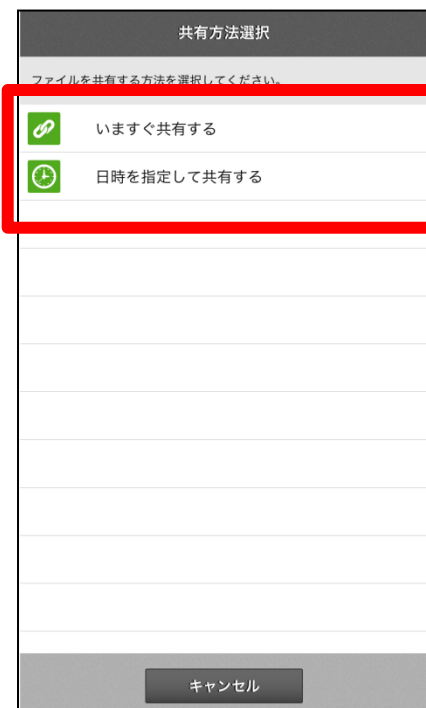 共有方法選択
ファイルを共有する方法を選択してください。
いますぐ共有する
日時を指定して共有する
キャンセル